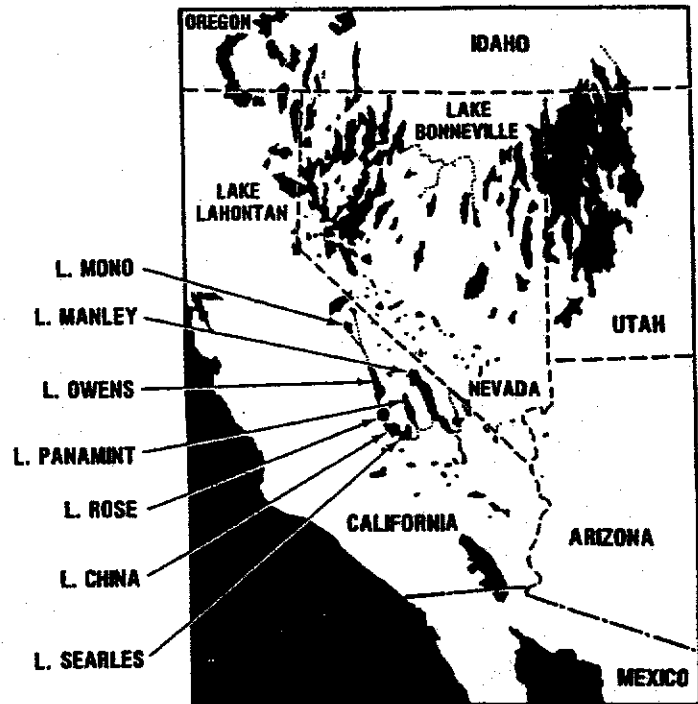 OREGON
IDAHO
LAKE
BONNEVILLE
LAKE
LAHONTAN
L. MONO
L. MANLEY
UTAH
L. OWENS
NEVADA
L. PANAMINT
L. ROSE
CALIFORNIA
ARIZONA
L. CHINA
L. SEARLES
MEXICO